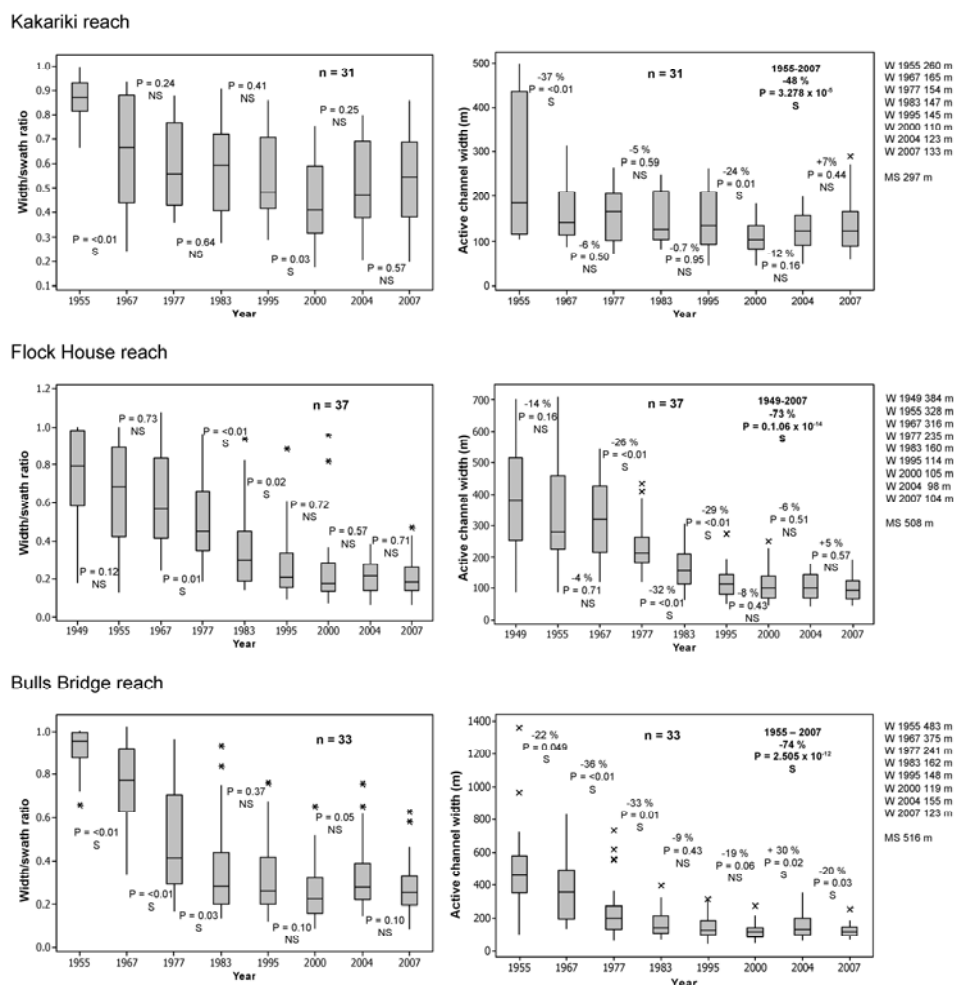 Kakariki reach
Width/swath ratio
1.0
0.9
0.8
0.7
0.6
0.5
0.4
0.3
0.2
0.1
P = 0.24
NS
P = 0.41
NS
n = 31
P = 0.25
NS
P = <0.01
S
P = 0.64
NS
P = 0.03
S
P = 0.57
NS
1955 1967 1977 1983 1995 2000 2004 2007
Year
Active channel width (m)
500
400
300
200
100
0
-37 %
P = <0.01
S
n = 31
1955-2007
-48 %
P = 3.278 x 10⁻⁵
S
-5 %
P = 0.59
NS
-24 %
P = 0.01
S
+7%
P = 0.44
NS
-6 %
P = 0.50
NS
-0.7 %
P = 0.95
NS
-12 %
P = 0.16
NS
1955 1967 1977 1983 1995 2000 2004 2007
Year
W 1955 260 m
W 1967 165 m
W 1977 154 m
W 1983 147 m
W 1995 145 m
W 2000 110 m
W 2004 123 m
W 2007 133 m
MS 297 m
Flock House reach
Width/swath ratio
1.2
1.0
0.8
0.6
0.4
0.2
0.0
P = 0.73
NS
P = <0.01
S
n = 37
P = 0.02
S
P = 0.72
NS
P = 0.57
NS
P = 0.71
NS
P = 0.12
NS
P = 0.01
S
1949 1955 1967 1977 1983 1995 2000 2004 2007
Year
Active channel width (m)
700
600
500
400
300
200
100
0
-14 %
P = 0.16
NS
n = 37
1949-2007
-73 %
P = 0.1.06 x 10⁻¹⁴
S
-26 %
P = <0.01
S
-29 %
P = <0.01
S
-6 %
P = 0.51
NS
+5 %
P = 0.57
NS
-4 %
P = 0.71
NS
-32 %
P = <0.01
S
-8 %
P = 0.43
NS
1949 1955 1967 1977 1983 1995 2000 2004 2007
Year
W 1949 384 m
W 1955 328 m
W 1967 316 m
W 1977 235 m
W 1983 160 m
W 1995 114 m
W 2000 105 m
W 2004 98 m
W 2007 104 m
MS 508 m
Bulls Bridge reach
Width/swath ratio
1.0
0.8
0.6
0.4
0.2
0.0
n = 33
P = 0.37
NS
P = 0.05
NS
P = <0.01
S
P = <0.01
S
P = 0.03
S
P = 0.10
NS
P = 0.10
NS
1955 1967 1977 1983 1995 2000 2004 2007
Year
Active channel width (m)
1400
1200
1000
800
600
400
200
0
-22 %
P = 0.049
S
n = 33
1955 – 2007
-74 %
P = 2.505 x 10⁻¹²
S
-36 %
P = <0.01
S
-33 %
P = 0.01
S
-9 %
P = 0.43
NS
-19 %
P = 0.06
NS
+ 30 %
P = 0.02
S
-20 %
P = 0.03
S
1955 1967 1977 1983 1995 2000 2004 2007
Year
W 1955 483 m
W 1967 375 m
W 1977 241 m
W 1983 162 m
W 1995 148 m
W 2000 119 m
W 2004 155 m
W 2007 123 m
MS 516 m